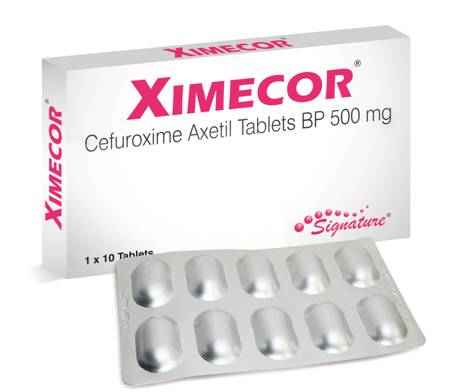 XIMECOR®
Cefuroxime Axetil Tablets BP 500 mg
Signature®
1 x 10 Tablets
XIMECOR